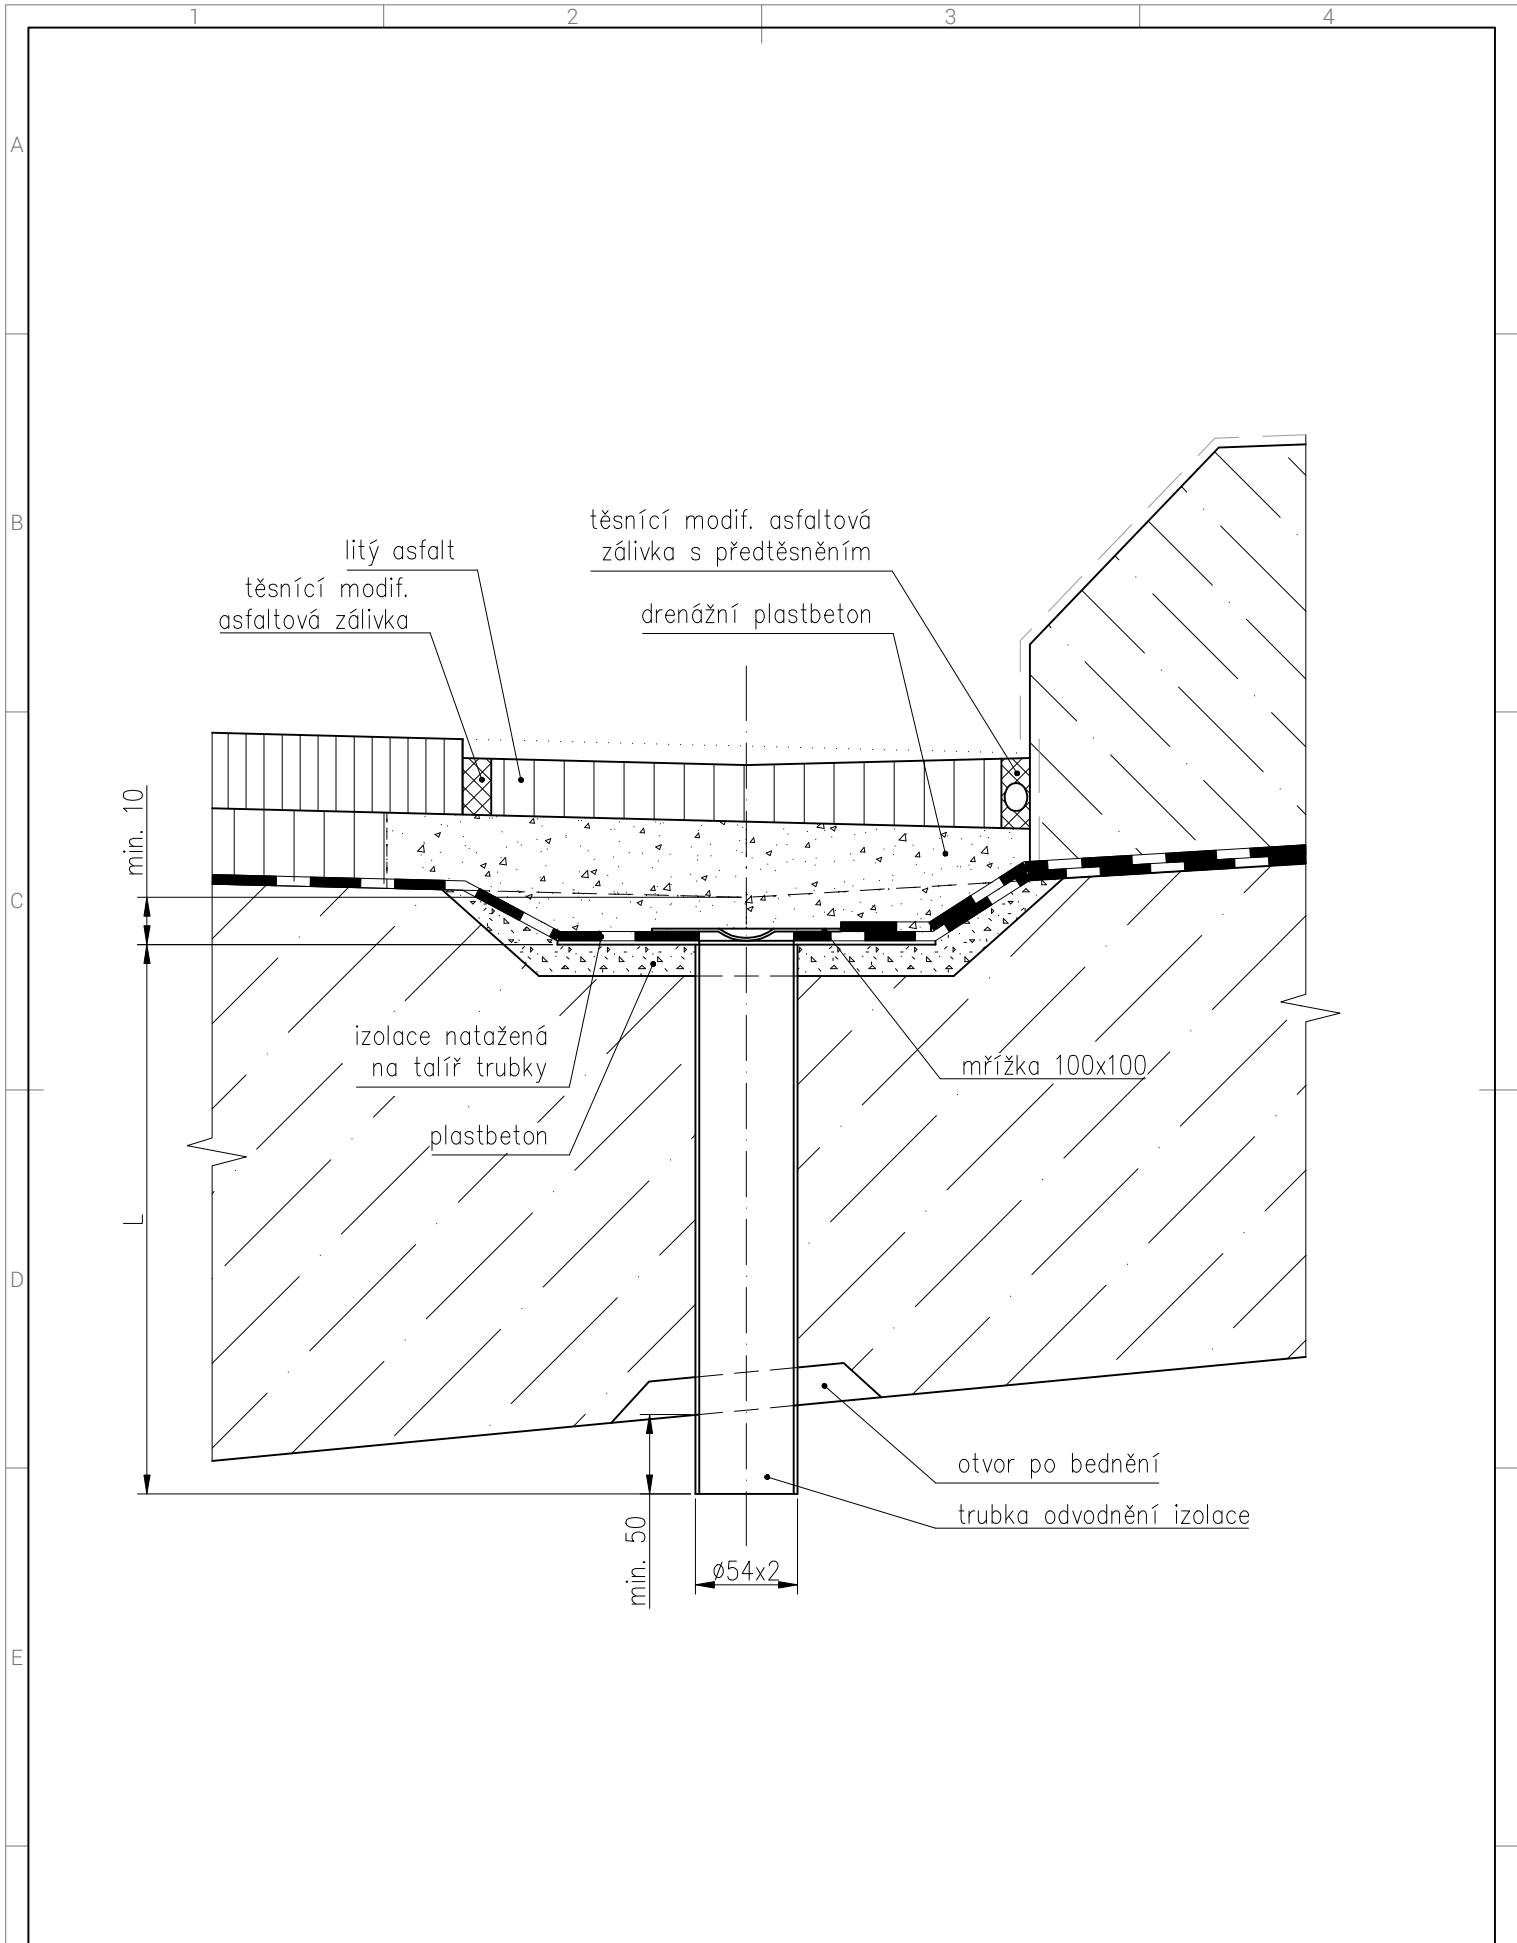 1
2
3
4
A
B
C
D
E
těsnící modif. asfaltová
zálivka s předtěsněním
litý asfalt
těsnící modif.
asfaltová zálivka
drenážní plastbeton
min. 10
izolace natažená
na talíř trubky
mřížka 100x100
plastbeton
L
otvor po bednění
trubka odvodnění izolace
min. 50
ø54x2